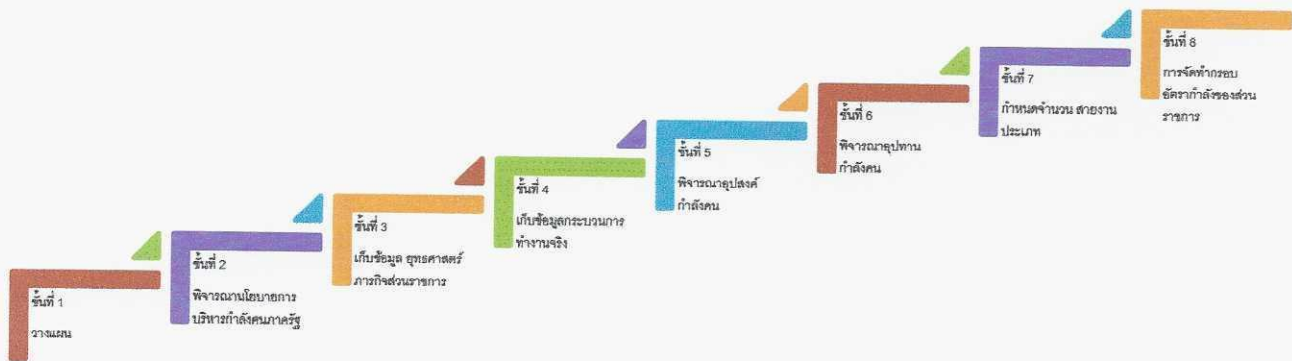 ขั้นที่ 1
วางแผน
ขั้นที่ 2
พิจารณานโยบายการ
บริหารกำลังคนภาครัฐ
ขั้นที่ 3
เก็บข้อมูล ยุทธศาสตร์
ภารกิจส่วนราชการ
ขั้นที่ 4
เก็บข้อมูลกระบวนการ
ทำงานจริง
ขั้นที่ 5
พิจารณาอุปสงค์
กำลังคน
ขั้นที่ 6
พิจารณาอุปทาน
กำลังคน
ขั้นที่ 7
กำหนดจำนวน สายงาน
ประเภท
ขั้นที่ 8
การจัดทำกรอบ
อัตรากำลังของส่วน
ราชการ